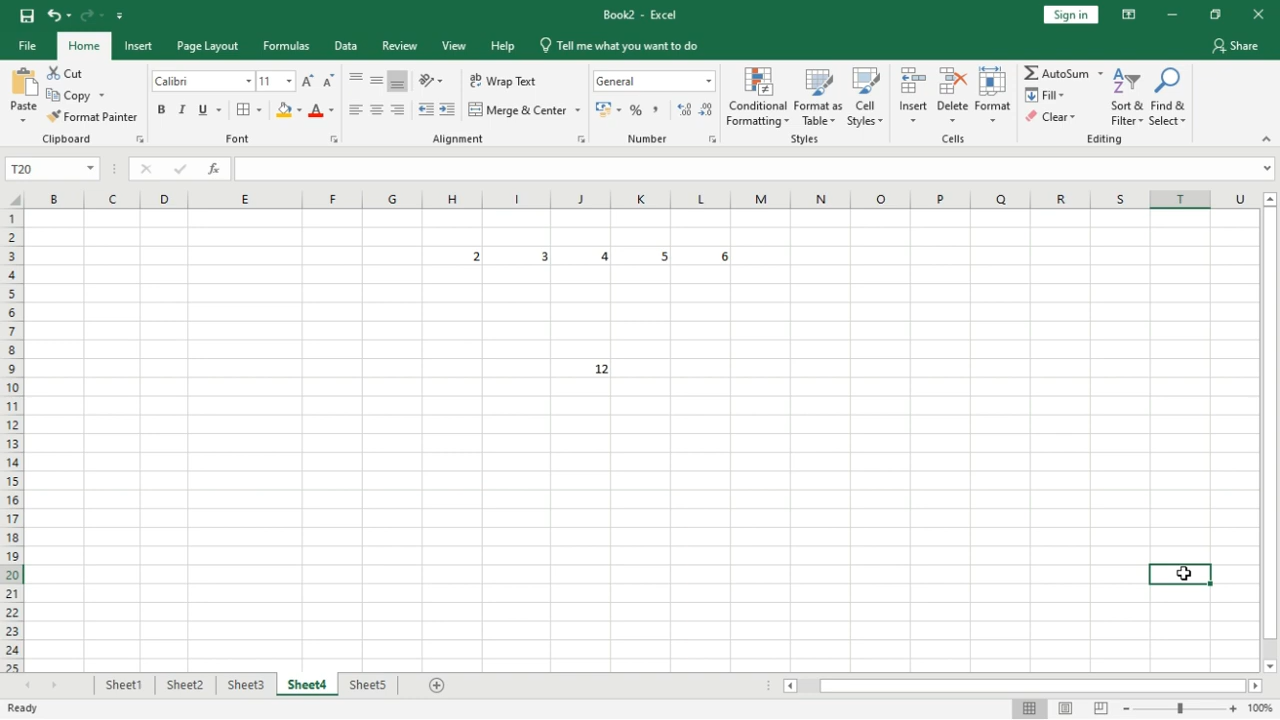 Book2 - Excel
Sign in
File Home Insert Page Layout Formulas Data Review View Help Tell me what you want to do Share
Paste
Cut
Copy
Format Painter
Clipboard
Calibri 11
B I U A
Font
Wrap Text
Merge & Center
Alignment
General
%
Number
Conditional Formatting
Format as Table
Cell Styles
Styles
Insert Delete Format
Cells
AutoSum
Fill
Clear
Sort & Filter
Find & Select
Editing
T20
fx
B C D E F G H I J K L M N O P Q R S T U
1
2
3 2 3 4 5 6
4
5
6
7
8
9 12
10
11
12
13
14
15
16
17
18
19
20
21
22
23
24
25
Sheet1 Sheet2 Sheet3 Sheet4 Sheet5
Ready
100%